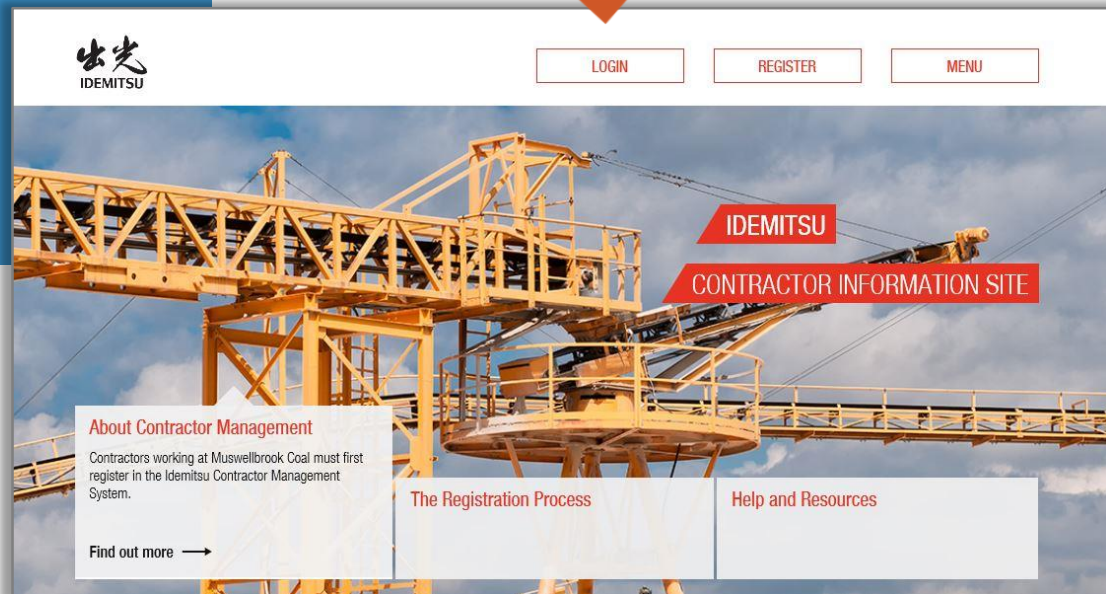 出光
IDEMITSU
LOGIN
REGISTER
MENU
IDEMITSU
CONTRACTOR INFORMATION SITE
About Contractor Management
Contractors working at Muswellbrook Coal must first
register in the Idemitsu Contractor Management
System.
Find out more
The Registration Process
Help and Resources